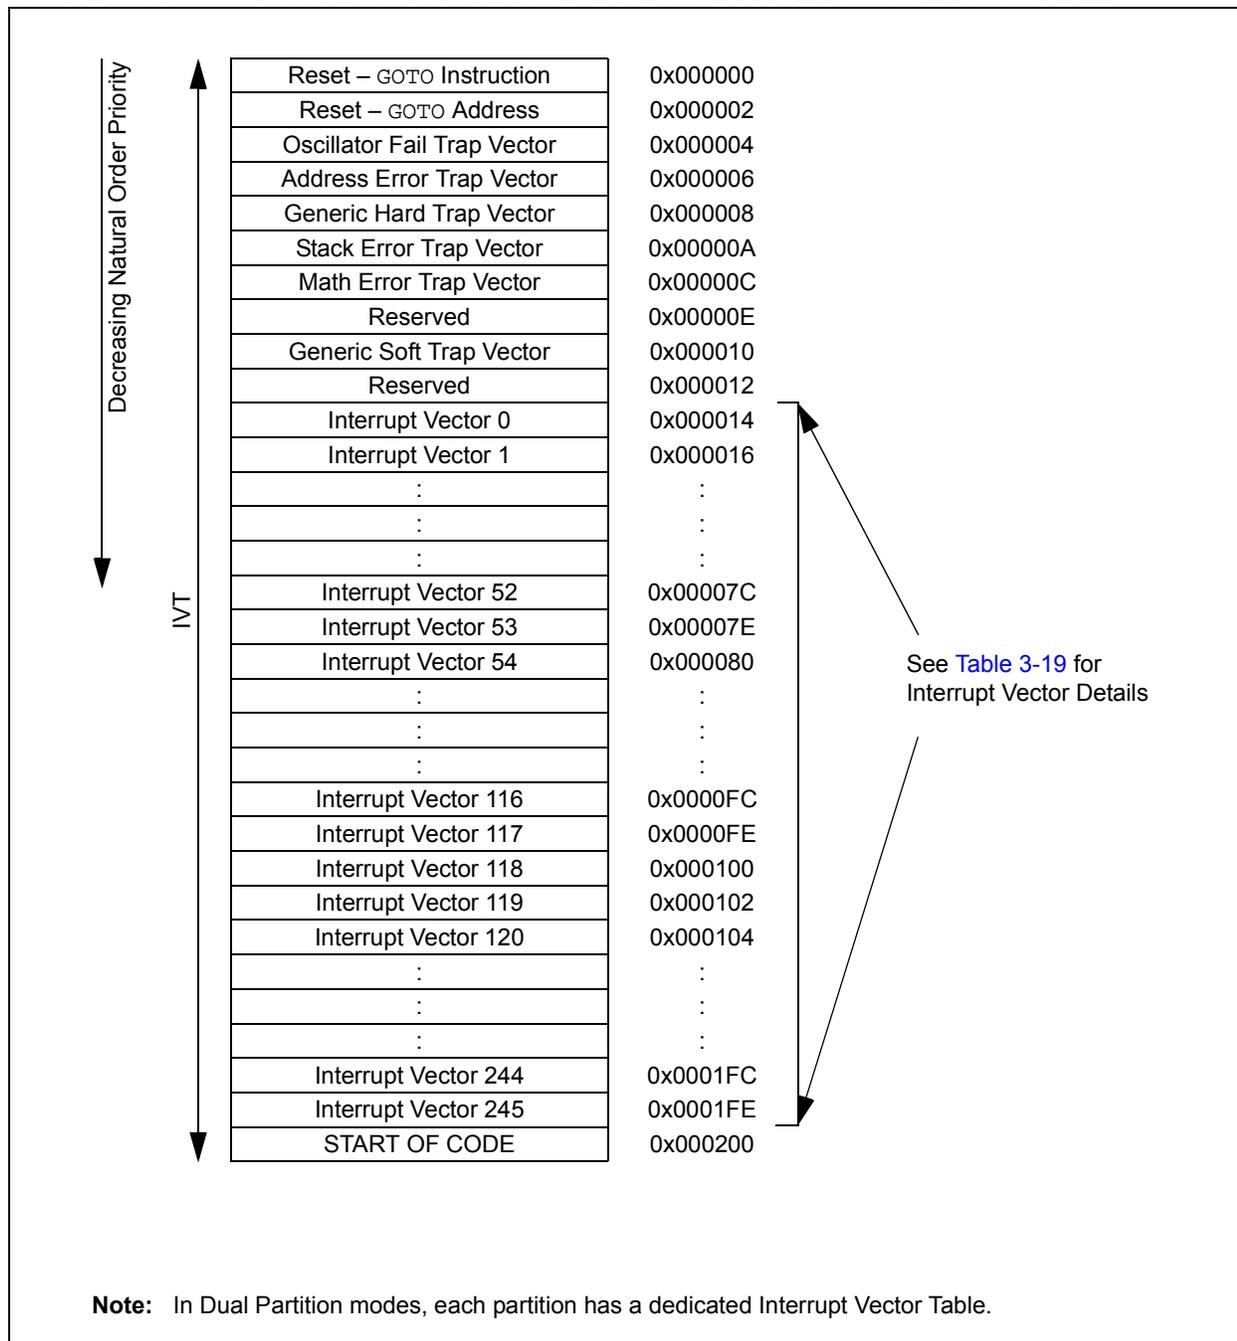 Decreasing Natural Order Priority
IVT
Reset – GOTO Instruction 0x000000
Reset – GOTO Address 0x000002
Oscillator Fail Trap Vector 0x000004
Address Error Trap Vector 0x000006
Generic Hard Trap Vector 0x000008
Stack Error Trap Vector 0x00000A
Math Error Trap Vector 0x00000C
Reserved 0x00000E
Generic Soft Trap Vector 0x000010
Reserved 0x000012
Interrupt Vector 0 0x000014
Interrupt Vector 1 0x000016
: :
: :
: :
Interrupt Vector 52 0x00007C
Interrupt Vector 53 0x00007E
Interrupt Vector 54 0x000080
: :
: :
: :
Interrupt Vector 116 0x0000FC
Interrupt Vector 117 0x0000FE
Interrupt Vector 118 0x000100
Interrupt Vector 119 0x000102
Interrupt Vector 120 0x000104
: :
: :
: :
Interrupt Vector 244 0x0001FC
Interrupt Vector 245 0x0001FE
START OF CODE 0x000200
See Table 3-19 for
Interrupt Vector Details
Note: In Dual Partition modes, each partition has a dedicated Interrupt Vector Table.